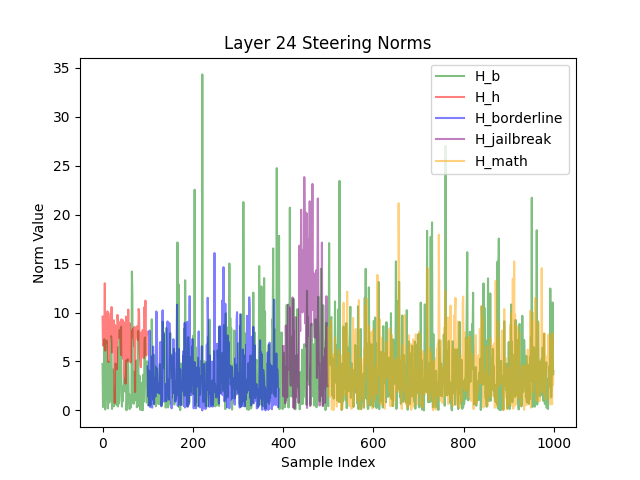 Layer 24 Steering Norms
Norm Value
35
30
25
20
15
10
5
0
H_b
H_h
H_borderline
H_jailbreak
H_math
0 200 400 600 800 1000
Sample Index